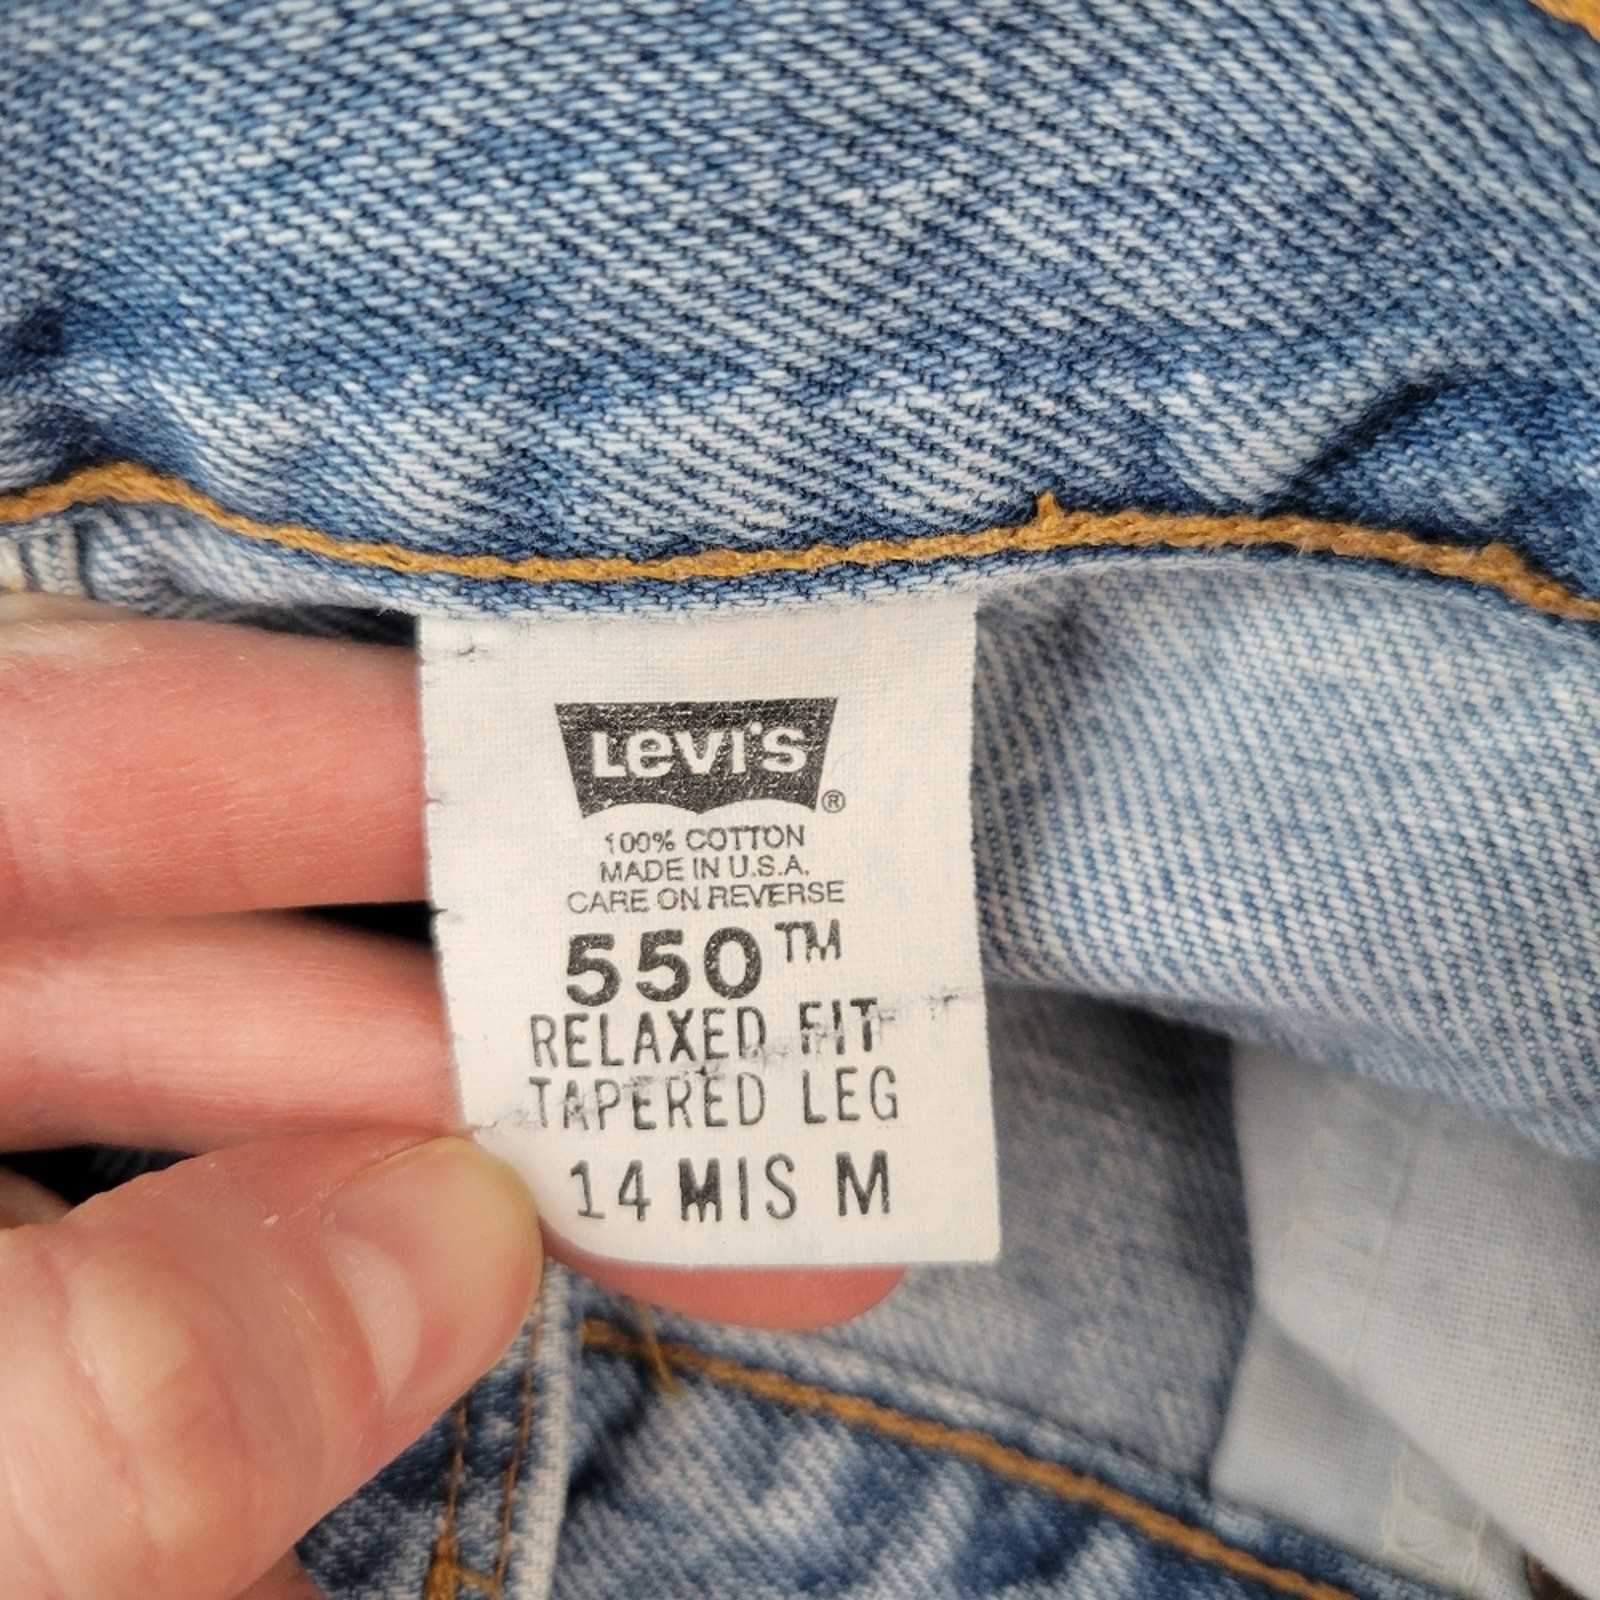 Levi's®
100% COTTON
MADE IN U.S.A.
CARE ON REVERSE
550™
RELAXED FIT
TAPERED LEG
14 MIS M